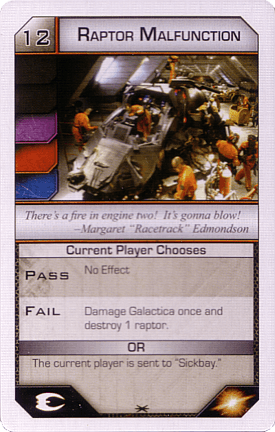 12 RAPTOR MALFUNCTION
There's a fire in engine two! It's gonna blow!
–Margaret "Racetrack" Edmondson
Current Player Chooses
PASS No Effect
FAIL Damage Galactica once and
destroy 1 raptor.
OR
The current player is sent to "Sickbay."